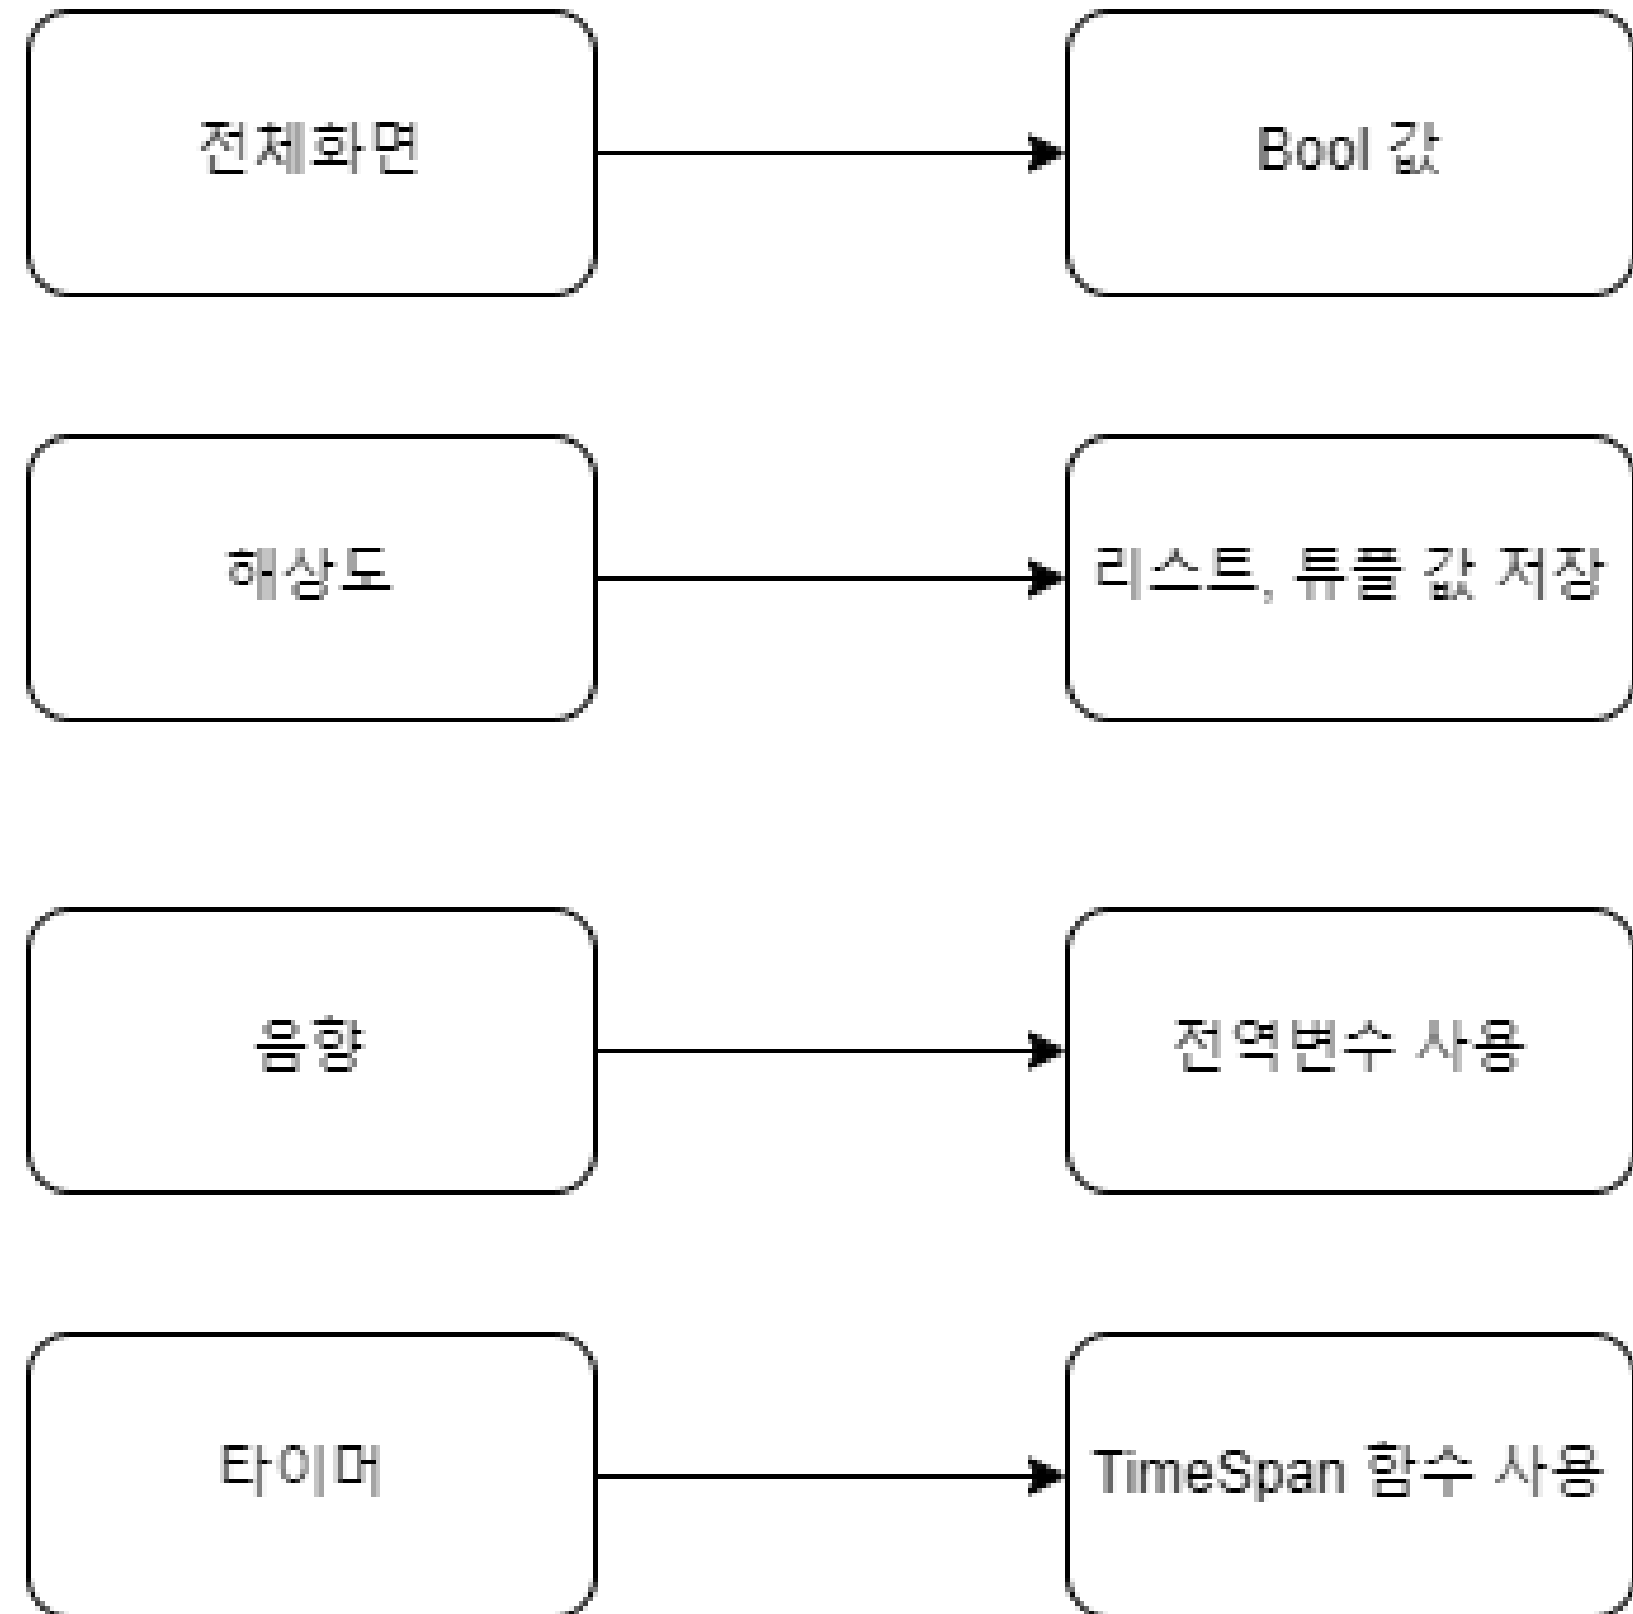 전체화면
Bool 값
해상도
리스트, 튜플 값 저장
음향
전역변수 사용
타이머
TimeSpan 함수 사용